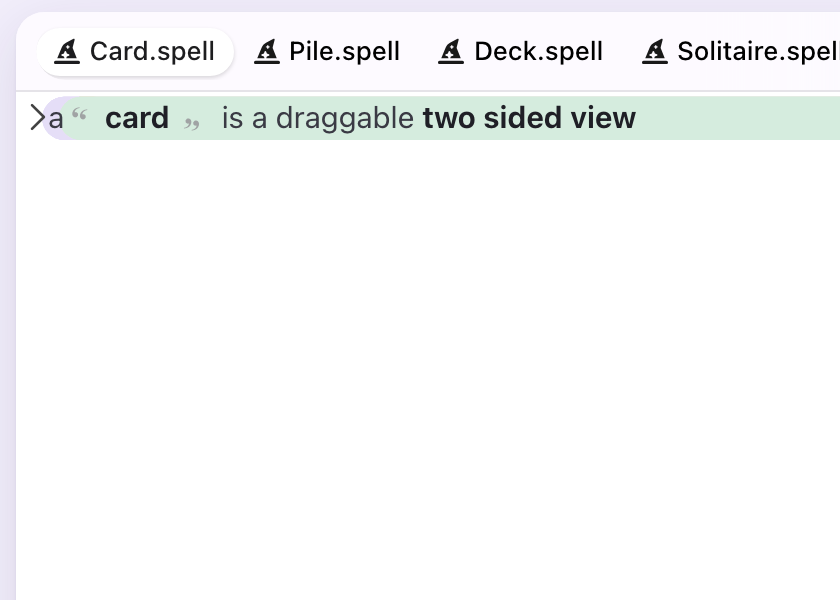 Card.spell Pile.spell Deck.spell Solitaire.spell
a “ card ” is a draggable two sided view